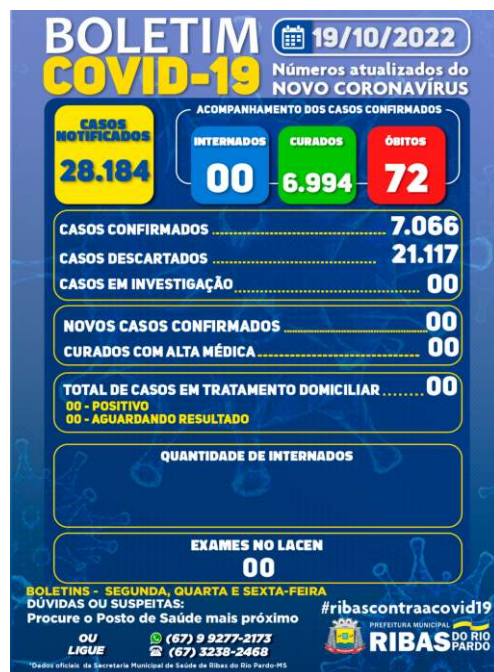 BOLETIM
19/10/2022
COVID-19
Números atualizados do
NOVO CORONAVÍRUS
CASOS
NOTIFICADOS
28.184
ACOMPANHAMENTO DOS CASOS CONFIRMADOS
INTERNADOS
00
CURADOS
6.994
ÓBITOS
72
CASOS CONFIRMADOS ........................ 7.066
CASOS DESCARTADOS ........................ 21.117
CASOS EM INVESTIGAÇÃO ........................ 00
NOVOS CASOS CONFIRMADOS ........................ 00
CURADOS COM ALTA MÉDICA ........................ 00
TOTAL DE CASOS EM TRATAMENTO DOMICILIAR ....... 00
00 - POSITIVO
00 - AGUARDANDO RESULTADO
QUANTIDADE DE INTERNADOS
EXAMES NO LACEN
00
BOLETINS - SEGUNDA, QUARTA E SEXTA-FEIRA
DÚVIDAS OU SUSPEITAS:
Procure o Posto de Saúde mais próximo
OU
LIGUE
(67) 9 9277-2173
(67) 3238-2468
#ribascontraacovid19
PREFEITURA MUNICIPAL
RIBAS DO RIO
PARDO
*Dados oficiais da Secretaria Municipal de Saúde de Ribas do Rio Pardo-MS